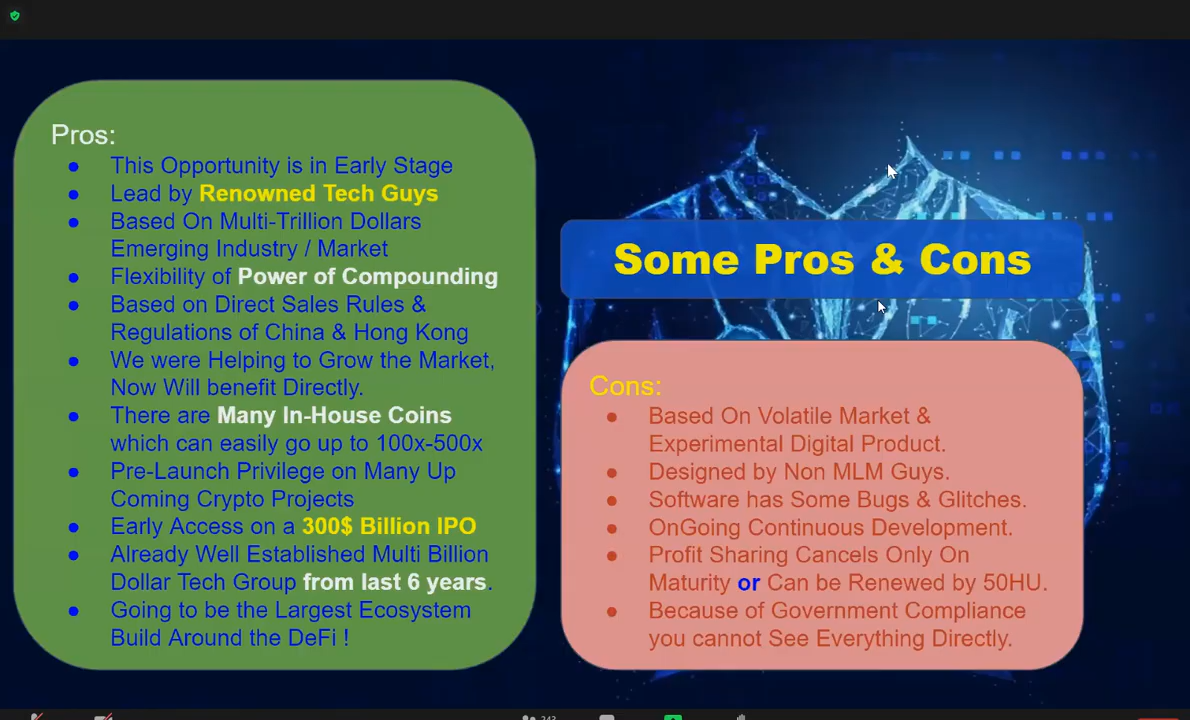 Pros:
● This Opportunity is in Early Stage
● Lead by Renowned Tech Guys
● Based On Multi-Trillion Dollars
Emerging Industry / Market
● Flexibility of Power of Compounding
● Based on Direct Sales Rules &
Regulations of China & Hong Kong
● We were Helping to Grow the Market,
Now Will benefit Directly.
● There are Many In-House Coins
which can easily go up to 100x-500x
● Pre-Launch Privilege on Many Up
Coming Crypto Projects
● Early Access on a 300$ Billion IPO
● Already Well Established Multi Billion
Dollar Tech Group from last 6 years.
● Going to be the Largest Ecosystem
Build Around the DeFi !
Some Pros & Cons
Cons:
● Based On Volatile Market &
Experimental Digital Product.
● Designed by Non MLM Guys.
● Software has Some Bugs & Glitches.
● OnGoing Continuous Development.
● Profit Sharing Cancels Only On
Maturity or Can be Renewed by 50HU.
● Because of Government Compliance
you cannot See Everything Directly.